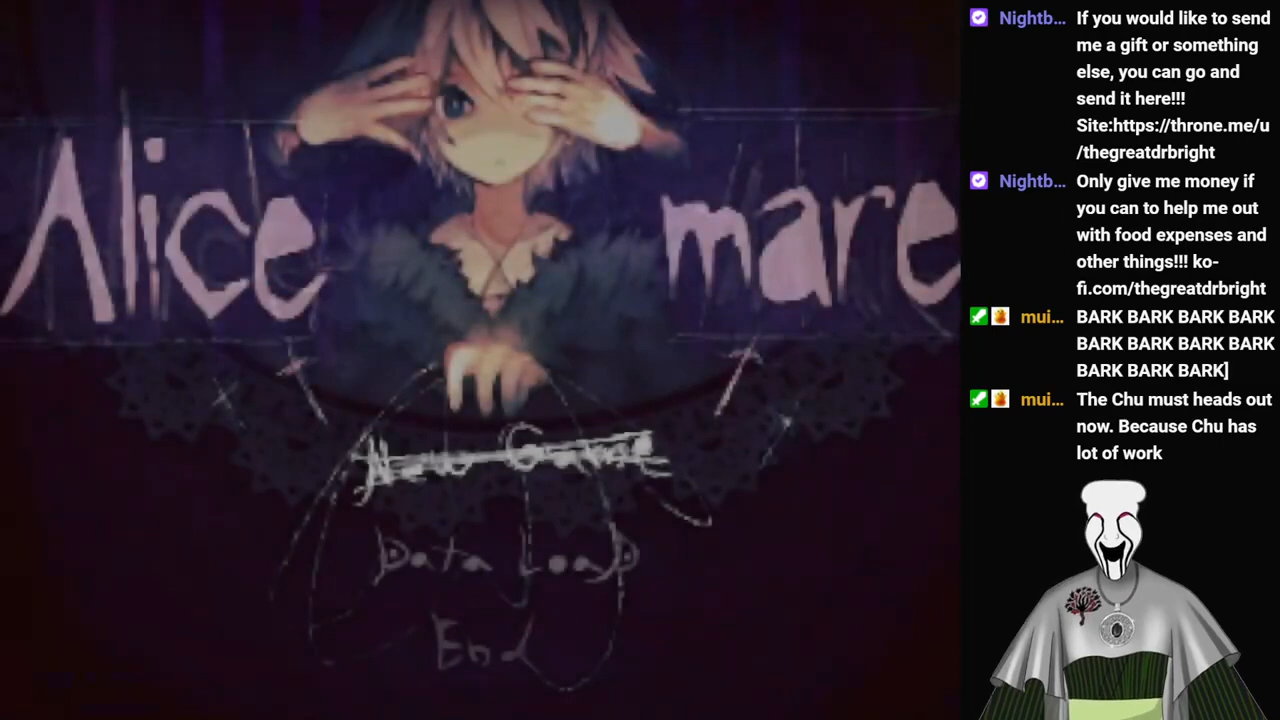 Alice mare
New Game
Data Load
End
Nightb... If you would like to send
me a gift or something
else, you can go and
send it here!!!
Site:https://throne.me/u
/thegreatdrbright
Nightb... Only give me money if
you can to help me out
with food expenses and
other things!!! ko-
fi.com/thegreatdrbright
mui... BARK BARK BARK BARK
BARK BARK BARK BARK
BARK BARK BARK]
mui... The Chu must heads out
now. Because Chu has
lot of work